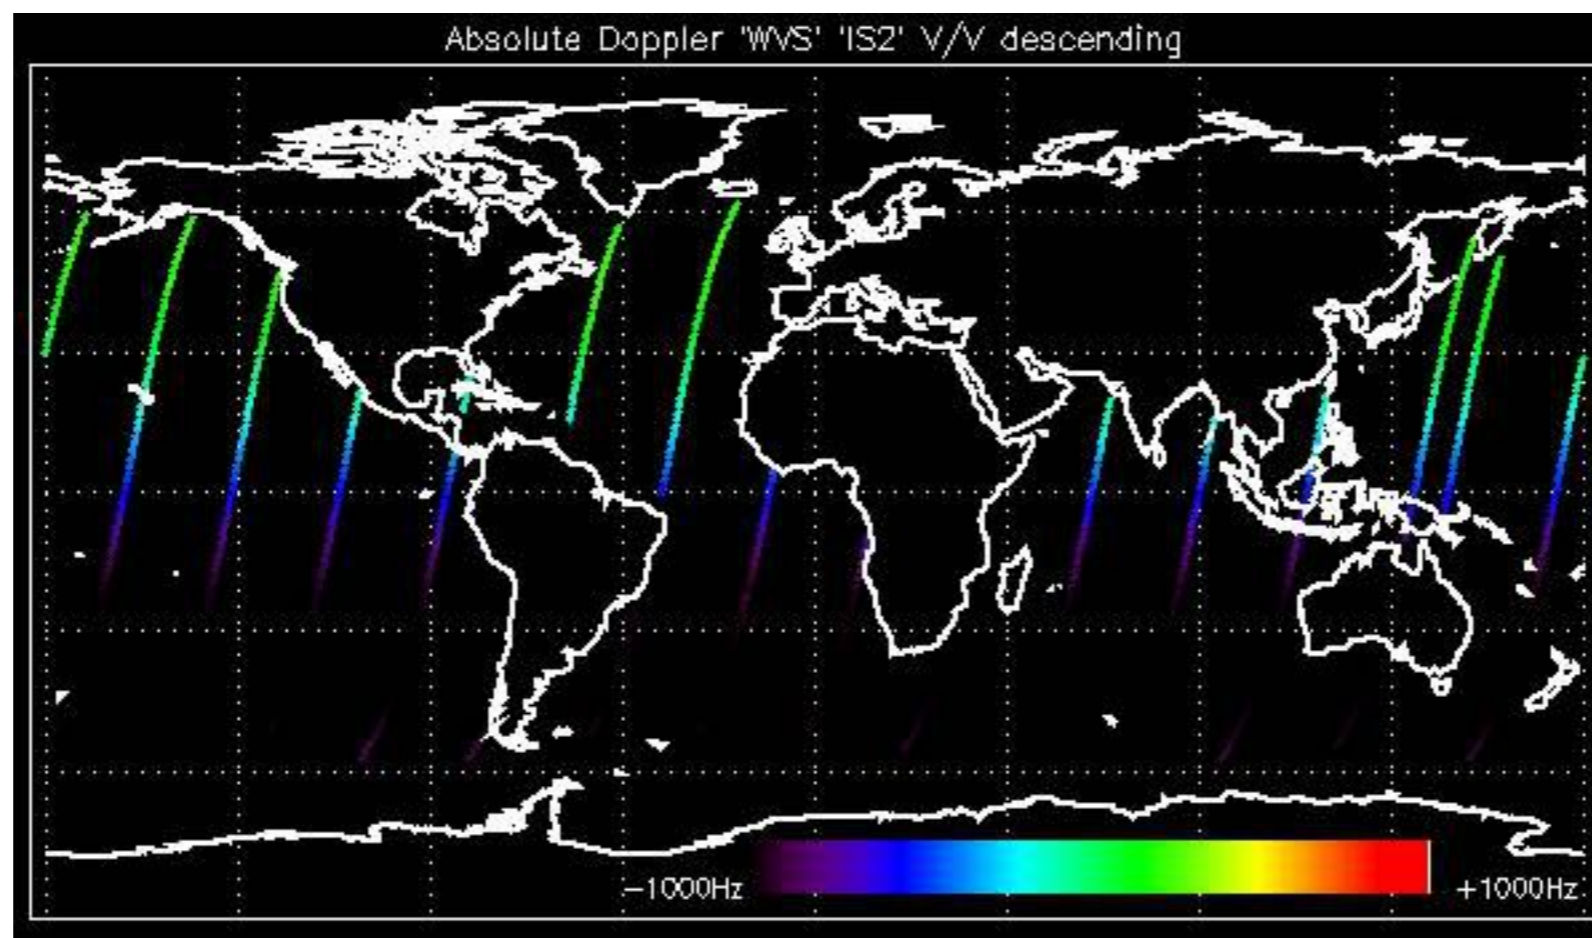 Absolute Doppler 'WVS' 'IS2' V/V descending
−1000Hz
+1000Hz